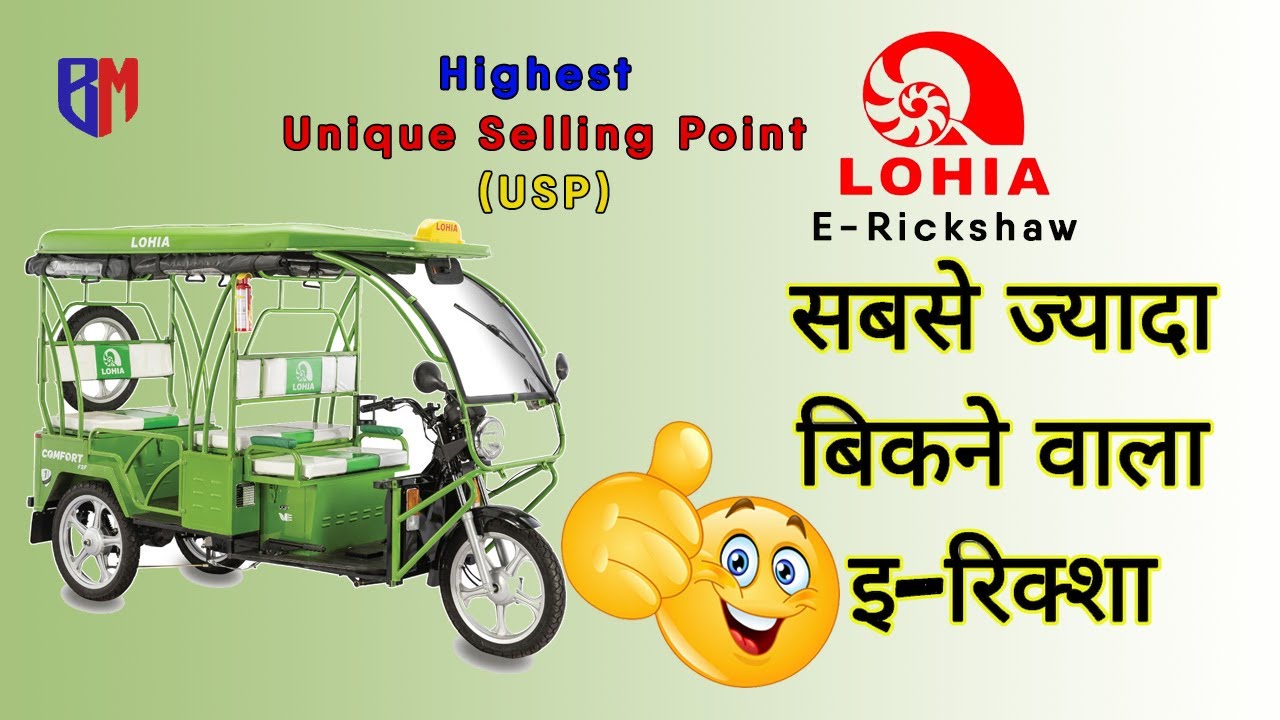 BM
Highest
Unique Selling Point
(USP)
LOHIA
E-Rickshaw
सबसे ज्यादा
बिकने वाला
इ-रिक्शा
LOHIA
LOHIA
LOHIA
LOHIA
COMFORT